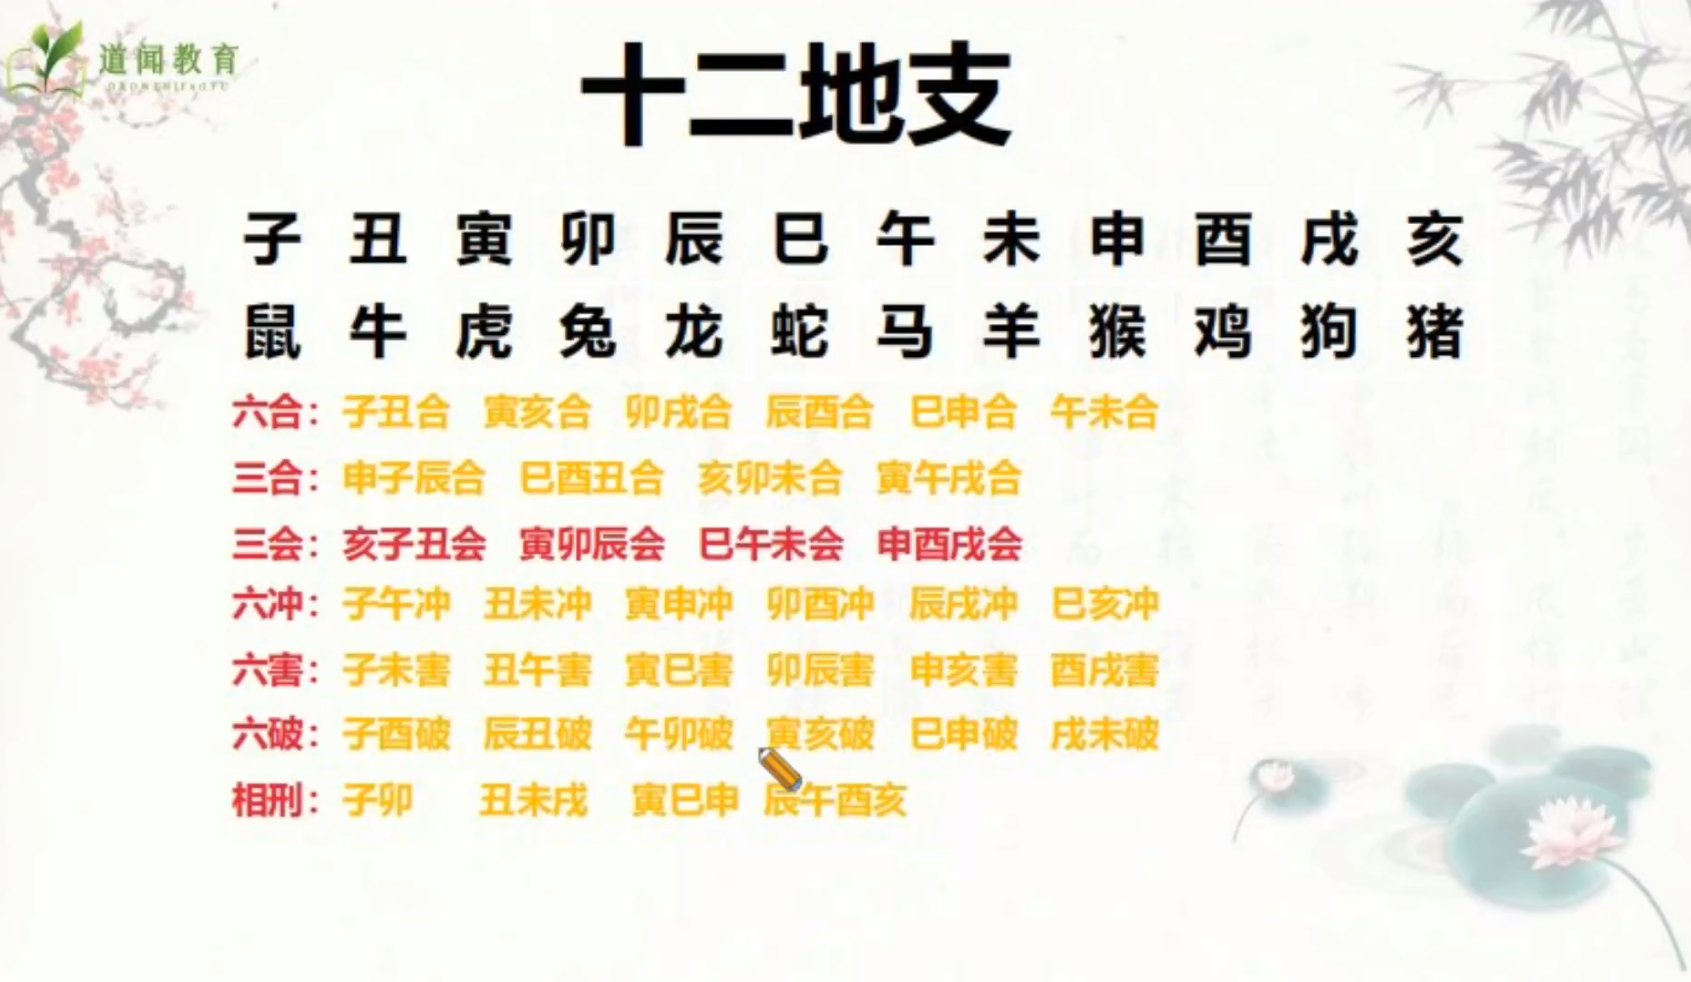 道闻教育
十二地支
子 丑 寅 卯 辰 巳 午 未 申 酉 戌 亥
鼠 牛 虎 兔 龙 蛇 马 羊 猴 鸡 狗 猪
六合：子丑合 寅亥合 卯戌合 辰酉合 巳申合 午未合
三合：申子辰合 巳酉丑合 亥卯未合 寅午戌合
三会：亥子丑会 寅卯辰会 巳午未会 申酉戌会
六冲：子午冲 丑未冲 寅申冲 卯酉冲 辰戌冲 巳亥冲
六害：子未害 丑午害 寅巳害 卯辰害 申亥害 酉戌害
六破：子酉破 辰丑破 午卯破 寅亥破 巳申破 戌未破
相刑：子卯 丑未戌 寅巳申 辰午酉亥